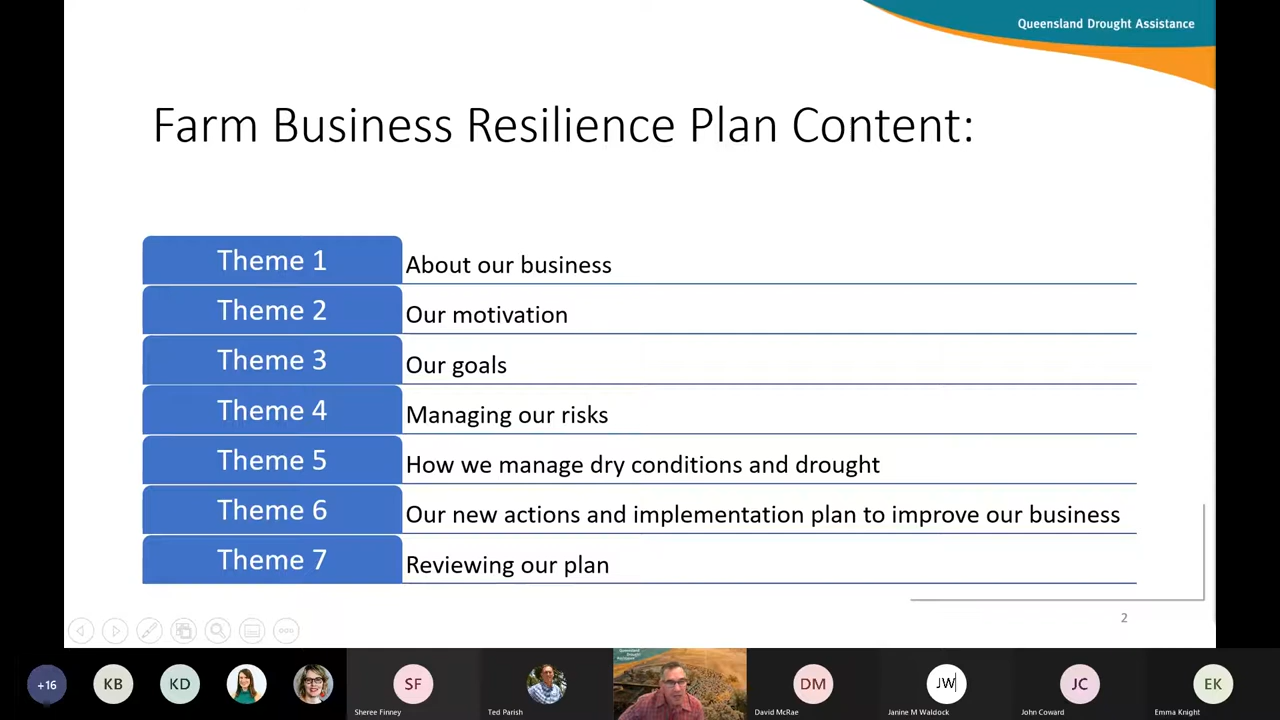 Queensland Drought Assistance
Farm Business Resilience Plan Content:
Theme 1
About our business
Theme 2
Our motivation
Theme 3
Our goals
Theme 4
Managing our risks
Theme 5
How we manage dry conditions and drought
Theme 6
Our new actions and implementation plan to improve our business
Theme 7
Reviewing our plan
2
+16
KB
KD
SF
Sheree Finney
Ted Parish
Queensland
Drought
Assistance
DM
David McRae
JW
Janine M Waldock
JC
John Coward
EK
Emma Knight